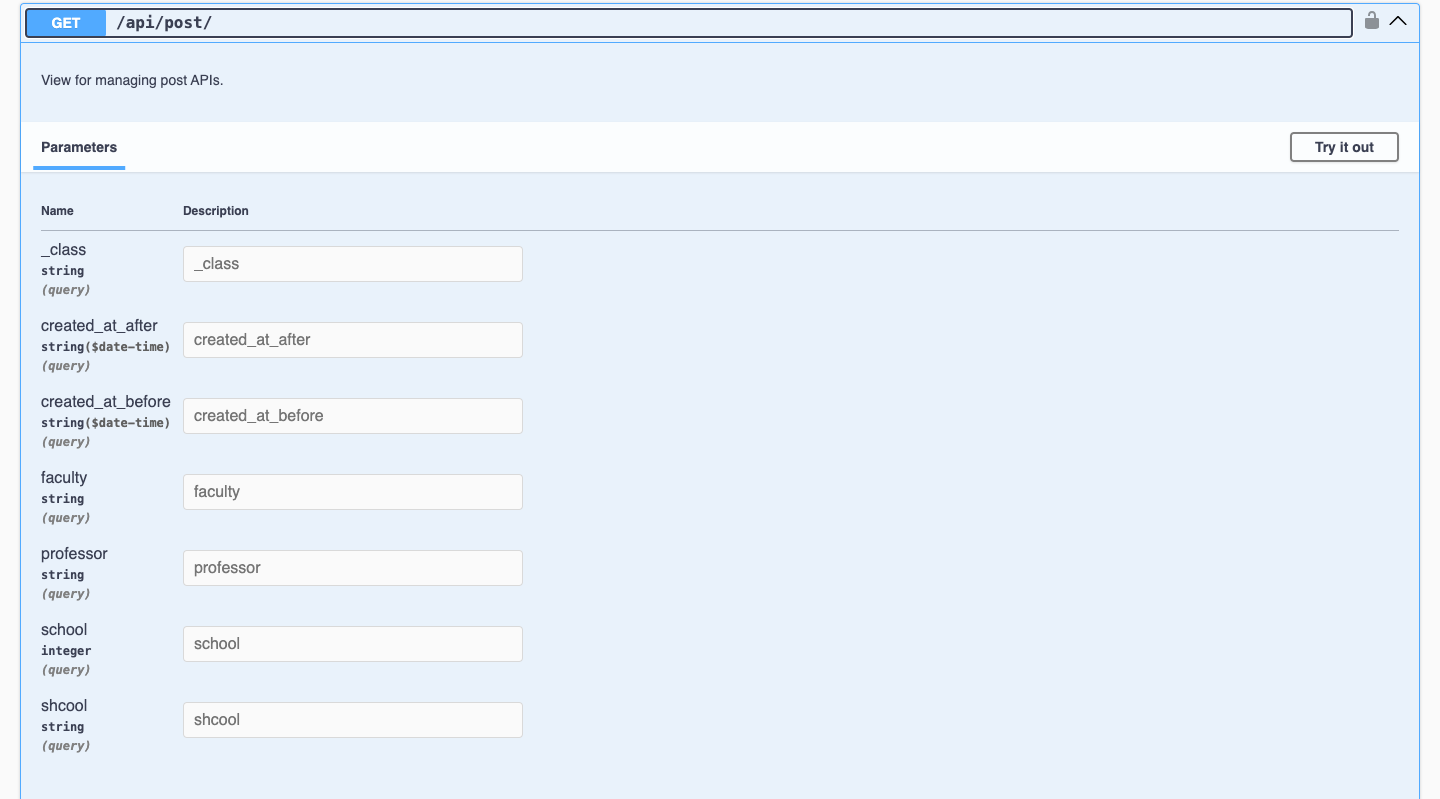 GET /api/post/
View for managing post APIs.
Parameters
Try it out
Name Description
_class
string
(query)
_class
created_at_after
string($date-time)
(query)
created_at_after
created_at_before
string($date-time)
(query)
created_at_before
faculty
string
(query)
faculty
professor
string
(query)
professor
school
integer
(query)
school
shcool
string
(query)
shcool